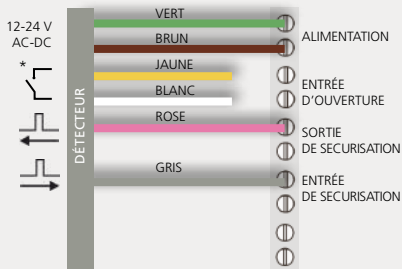 12-24 V
AC-DC
*
DÉTECTEUR
VERT
BRUN
JAUNE
BLANC
ROSE
GRIS
ALIMENTATION
ENTRÉE
D'OUVERTURE
SORTIE
DE SECURISATION
ENTRÉE
DE SECURISATION